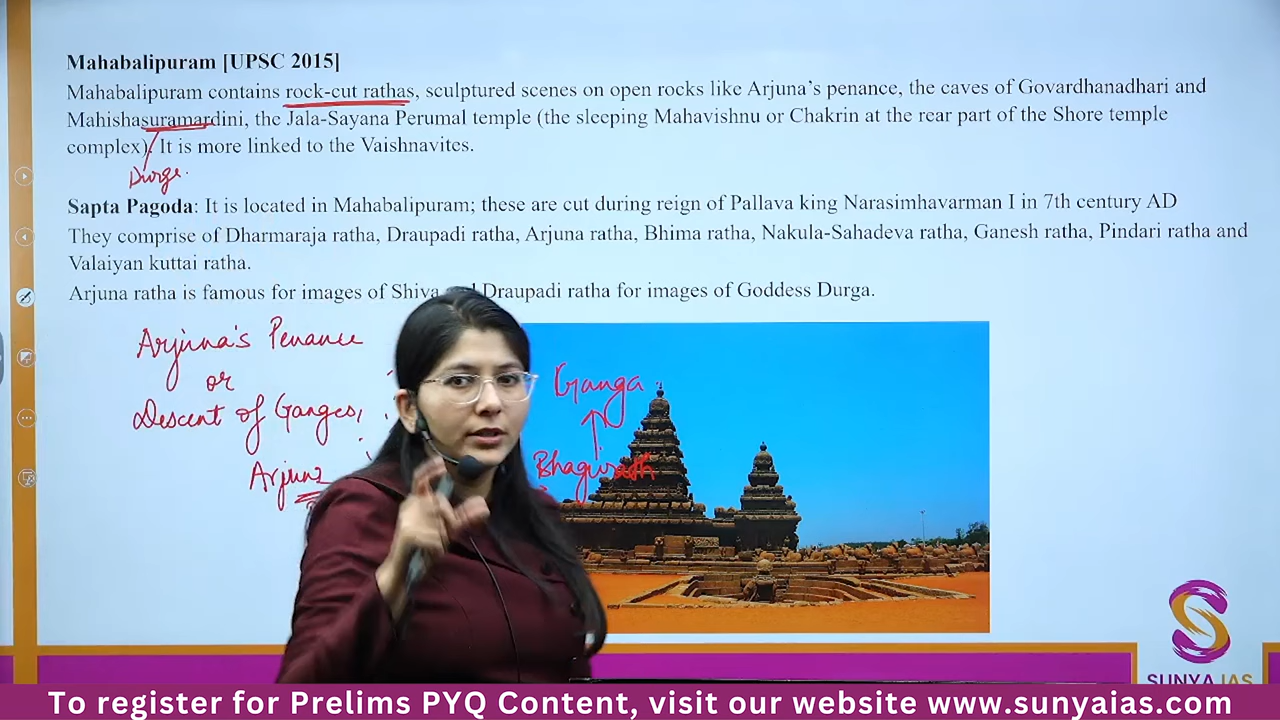 Mahabalipuram [UPSC 2015]
Mahabalipuram contains rock-cut rathas, sculptured scenes on open rocks like Arjuna's penance, the caves of Govardhanadhari and
Mahishasuramardini, the Jala-Sayana Perumal temple (the sleeping Mahavishnu or Chakrin at the rear part of the Shore temple
complex). It is more linked to the Vaishnavites.
Durga.
Sapta Pagoda: It is located in Mahabalipuram; these are cut during reign of Pallava king Narasimhavarman I in 7th century AD
They comprise of Dharmaraja ratha, Draupadi ratha, Arjuna ratha, Bhima ratha, Nakula-Sahadeva ratha, Ganesh ratha, Pindari ratha and
Valaiyan kuttai ratha.
Arjuna ratha is famous for images of Shiva Draupadi ratha for images of Goddess Durga.
Arjuna's Penance
or
Descent of Ganges,
Arjuna
Ganga
Bhagirath
SUNYA IAS
To register for Prelims PYQ Content, visit our website www.sunyaias.com